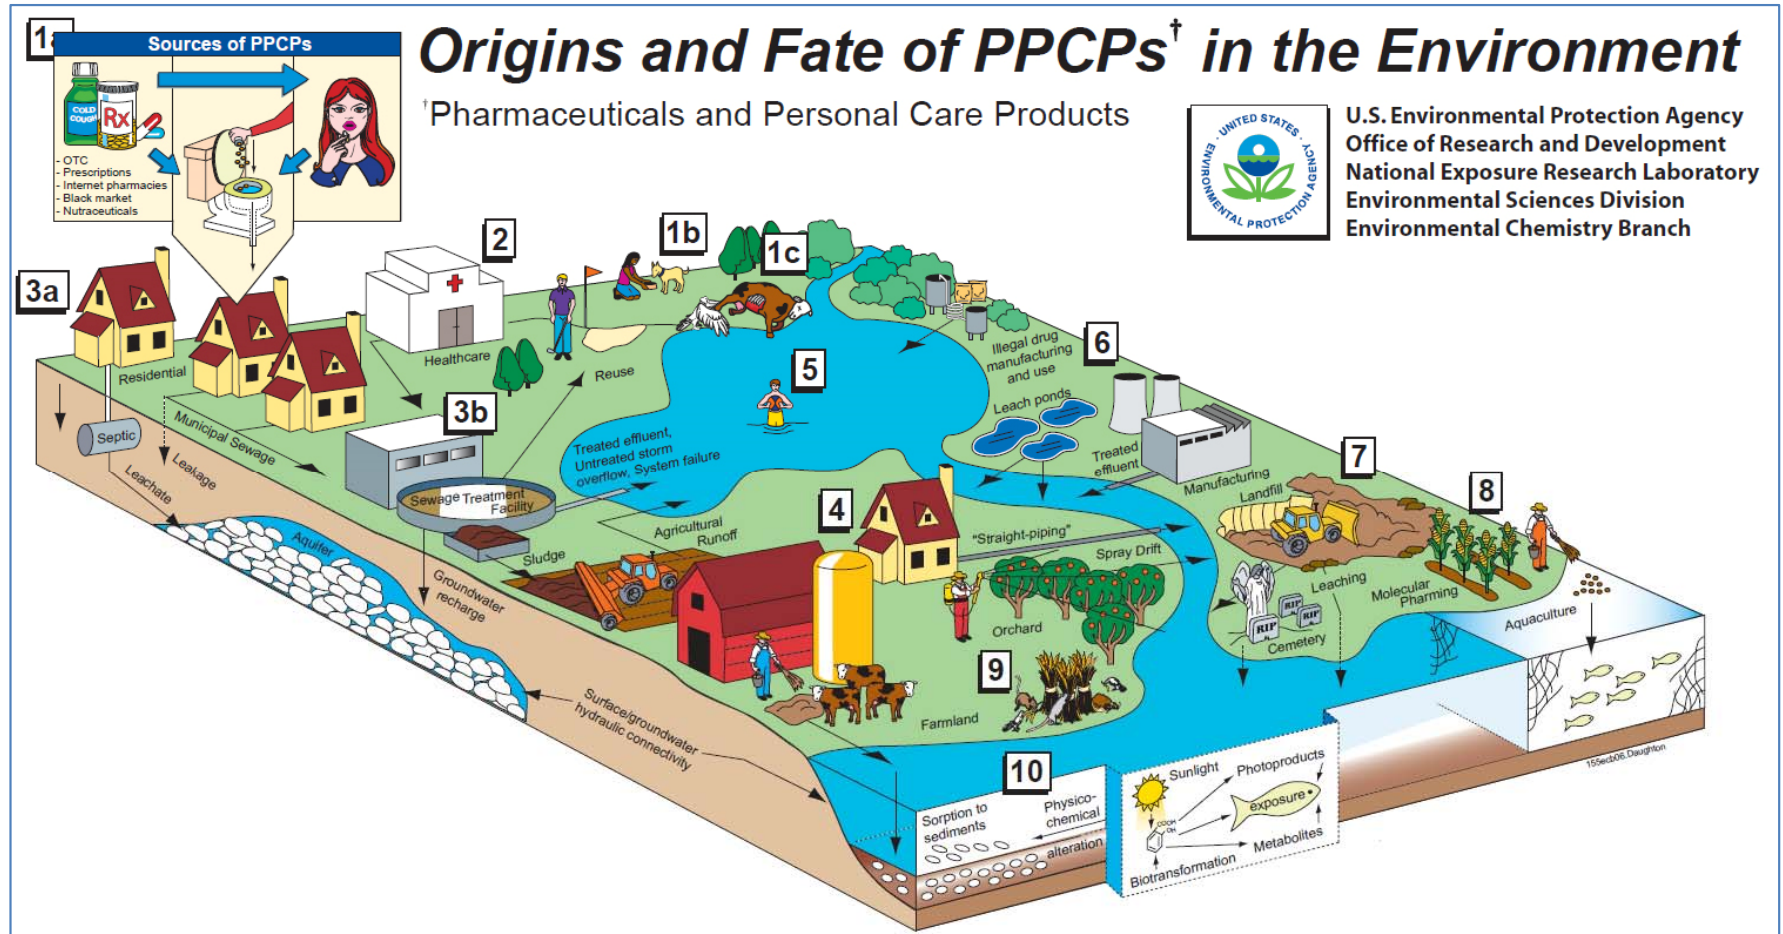 1a
Sources of PPCPs
COLD
COUGH
Rx
- OTC
- Prescriptions
- Internet pharmacies
- Black market
- Nutraceuticals
Origins and Fate of PPCPs† in the Environment
†Pharmaceuticals and Personal Care Products
UNITED STATES
ENVIRONMENTAL PROTECTION AGENCY
U.S. Environmental Protection Agency
Office of Research and Development
National Exposure Research Laboratory
Environmental Sciences Division
Environmental Chemistry Branch
2
1b
1c
3a
Healthcare
Residential
Reuse
5
Illegal drug
manufacturing
and use
6
Leach ponds
3b
Municipal Sewage
Septic
Leakage
Leachate
Treated effluent,
Untreated storm
overflow, System failure
Sewage Treatment
Facility
Treated
effluent
Manufacturing
7
Landfill
8
4
Agricultural
Runoff
"Straight-piping"
Spray Drift
Sludge
Aquifer
Groundwater
recharge
Leaching
Molecular
Pharming
Aquaculture
RIP
RIP
RIP
Cemetery
Orchard
9
Farmland
Surface/groundwater
hydraulic connectivity
10
Sorption to
sediments
Physico-
chemical
alteration
Sunlight
Photoproducts
exposure
COOH
OH
Metabolites
Biotransformation
155ecb06.Daughton